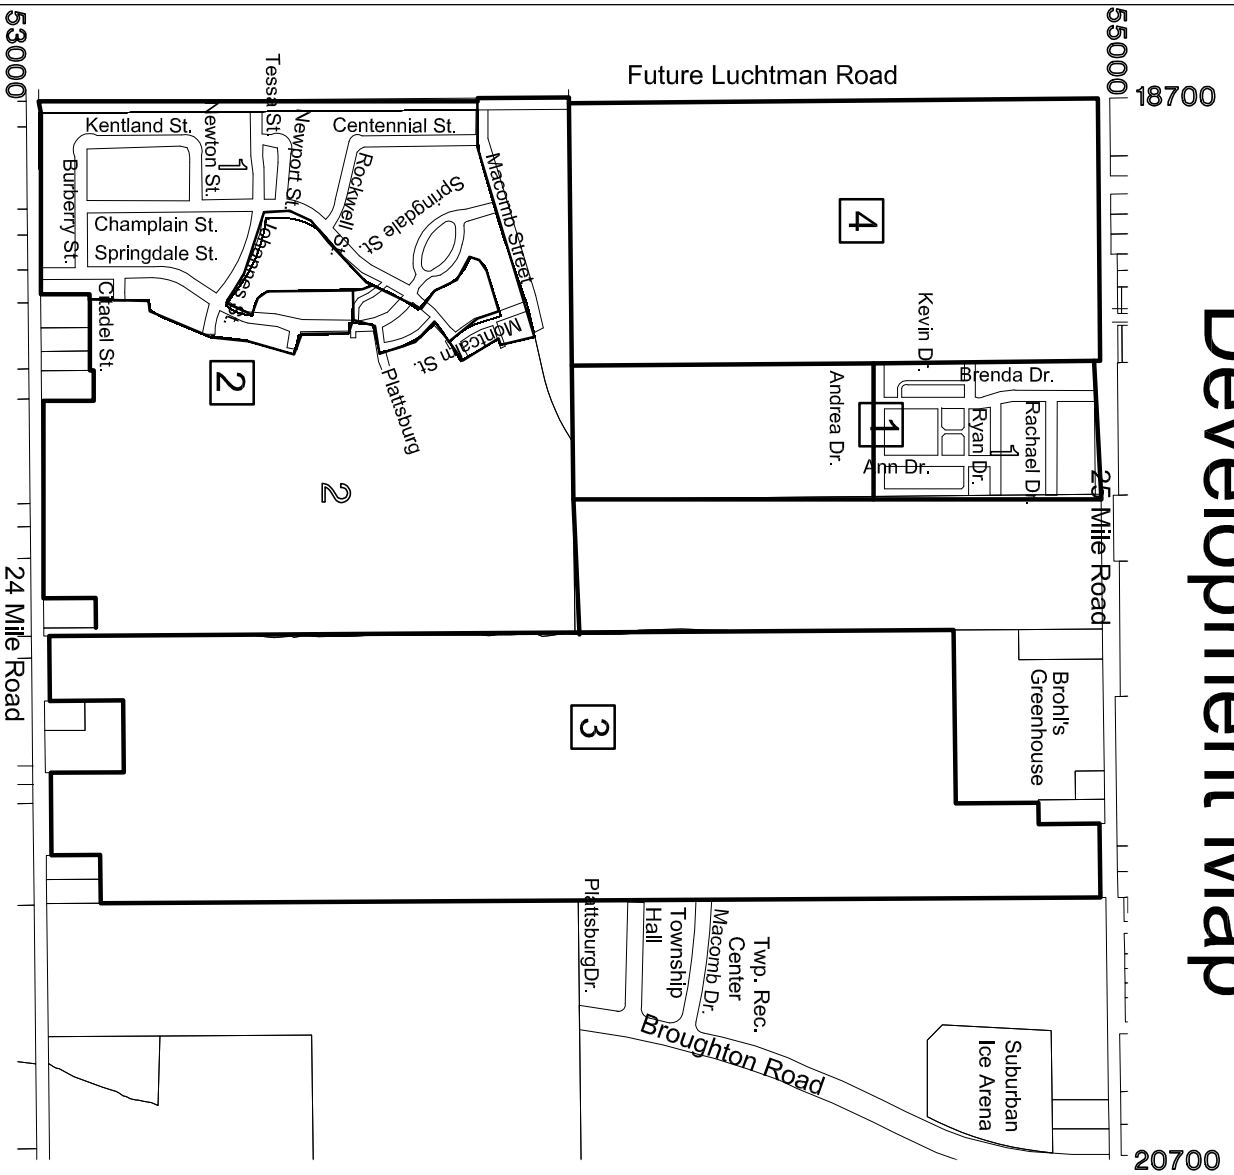 53000
55000
18700
Future Luchtman Road
Tessa St.
Kentland St.
Newton St.
1
Newport St.
Centennial St.
Burberry St.
Rockwell St.
Springdale St.
Macomb Street
Champlain St.
Springdale St.
Johannes St.
Citadel St.
Montcalm St.
Plattsburg
2
2
4
Kevin Dr.
Brenda Dr.
Andrea Dr.
1
Ann Dr.
Ryan Dr.
1
Rachael Dr.
25 Mile Road
24 Mile Road
Development Map
3
Brohl's
Greenhouse
PlattsburgDr.
Township
Hall
Macomb Dr.
Twp. Rec.
Center
Broughton Road
Suburban
Ice Arena
20700